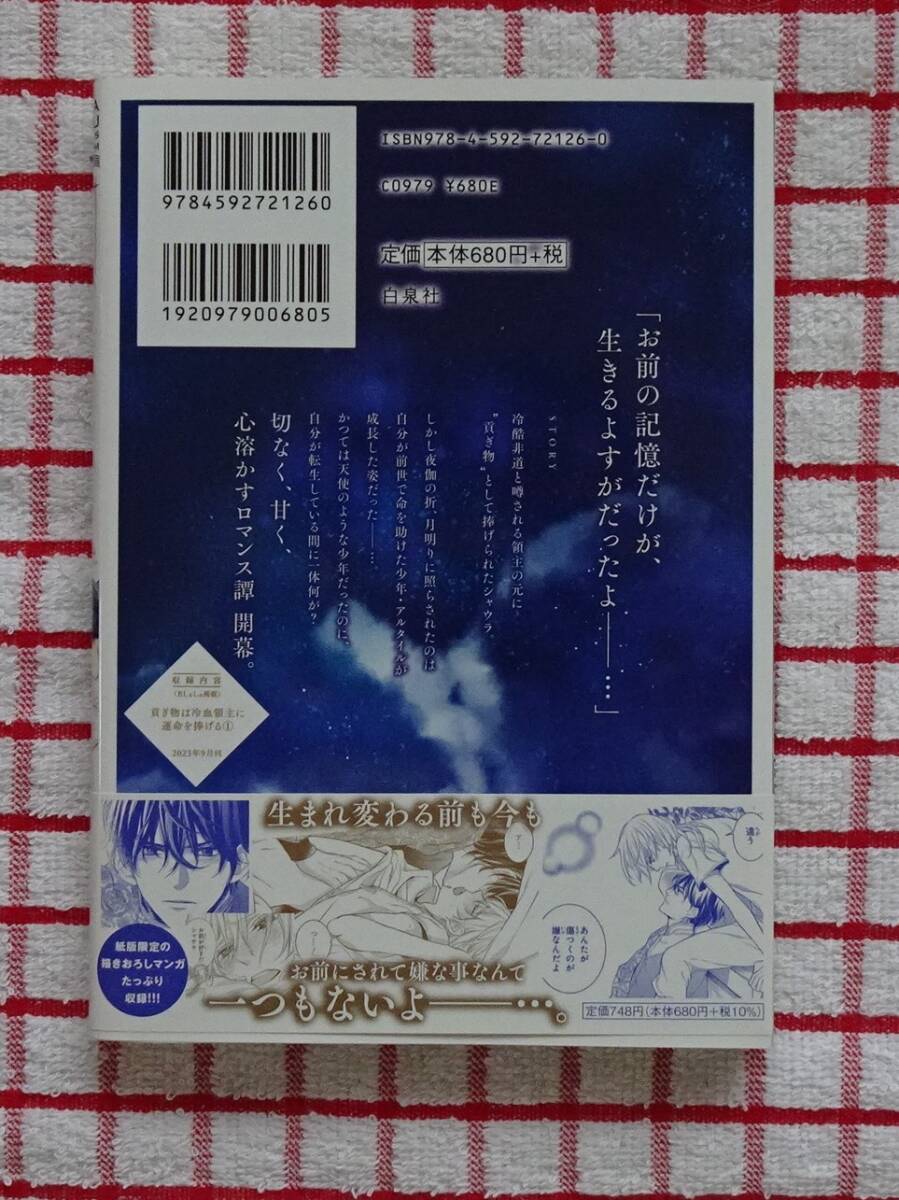 ISBN978-4-592-72126-0
9784592721260
C0979 ¥680E
定価 本体680円+税
白泉社
1920979006805
「お前の記憶だけが、
生きるよすがだったよ――…」
STORY
冷酷非道と噂される領主の元に
“貢ぎ物”として捧げられたシャウラ。
しかし夜伽の折、月明りに照らされたのは
自分が前世で命を助けた少年・アルタイルが
成長した姿だった――…
かつては天使のような少年だったのに、
自分が転生している間に一体何が？
切なく、甘く、
心溶かすロマンス譚 開幕。
収録内容
貢ぎ物は冷血領主に
運命を捧げる①
2023年9月刊
生まれ変わる前も今も
違う
あんたが
傷つくのが
嫌なんだよ
お前にされて嫌な事なんて
一つもないよ――…。
紙版限定の
描きおろしマンガ
たっぷり
収録!!!
定価748円(本体680円+税10%)